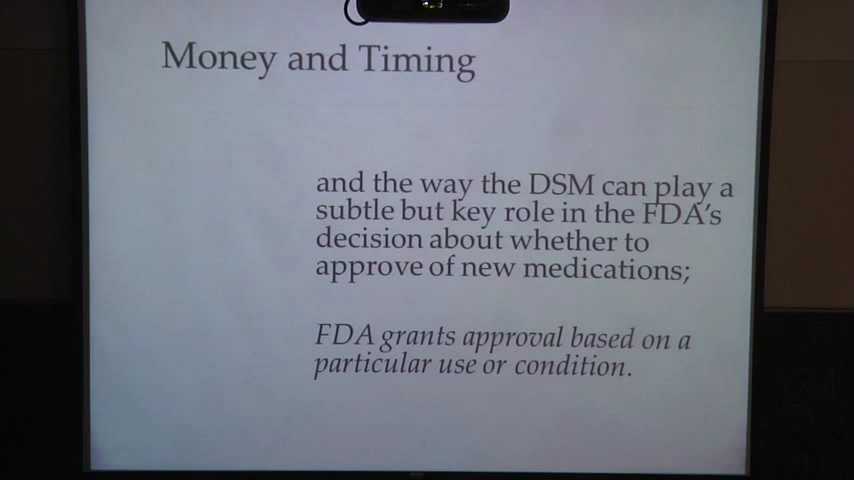 Money and Timing
and the way the DSM can play a
subtle but key role in the FDA's
decision about whether to
approve of new medications;
FDA grants approval based on a
particular use or condition.